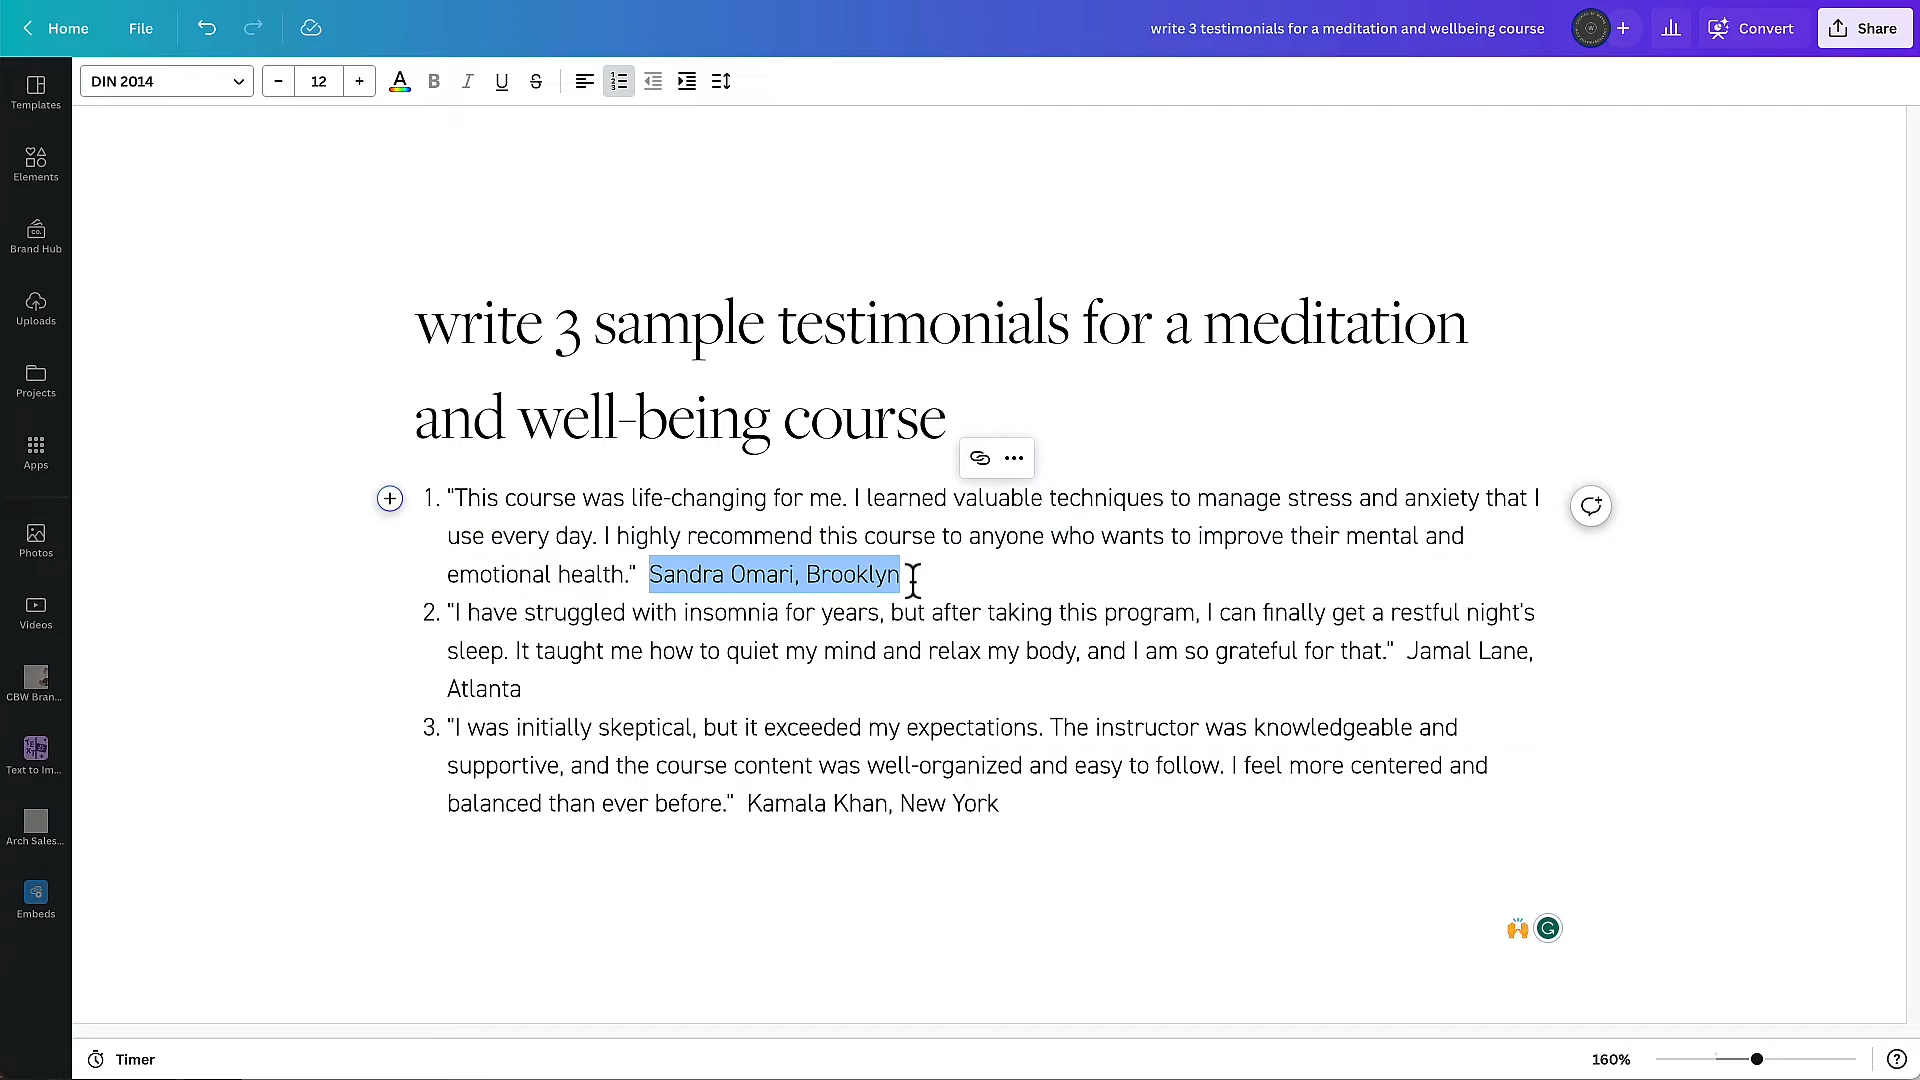 Home
File
write 3 testimonials for a meditation and wellbeing course
Convert
Share
DIN 2014
12
Templates
Elements
Brand Hub
Uploads
Projects
Apps
Photos
Videos
CBW Bran...
Text to Im...
Arch Sales...
Embeds
write 3 sample testimonials for a meditation
and well-being course
1. "This course was life-changing for me. I learned valuable techniques to manage stress and anxiety that I
use every day. I highly recommend this course to anyone who wants to improve their mental and
emotional health." Sandra Omari, Brooklyn
2. "I have struggled with insomnia for years, but after taking this program, I can finally get a restful night's
sleep. It taught me how to quiet my mind and relax my body, and I am so grateful for that." Jamal Lane,
Atlanta
3. "I was initially skeptical, but it exceeded my expectations. The instructor was knowledgeable and
supportive, and the course content was well-organized and easy to follow. I feel more centered and
balanced than ever before." Kamala Khan, New York
Timer
160%